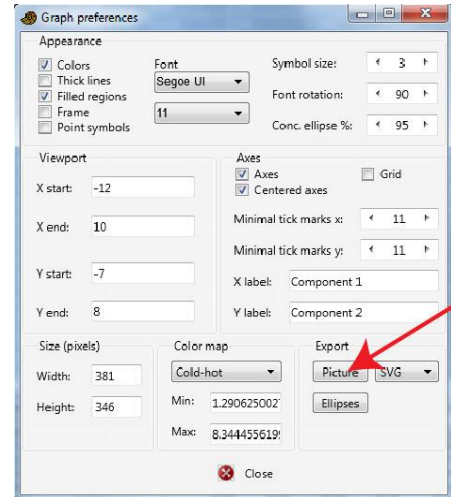 Graph preferences
Appearance
Colors
Thick lines
Filled regions
Frame
Point symbols
Font
Segoe UI
11
Symbol size: 3
Font rotation: 90
Conc. ellipse %: 95
Viewport
X start: -12
X end: 10
Y start: -7
Y end: 8
Axes
Axes Grid
Centered axes
Minimal tick marks x: 11
Minimal tick marks y: 11
X label: Component 1
Y label: Component 2
Size (pixels)
Width: 381
Height: 346
Color map
Cold-hot
Min: 1.290625002
Max: 8.344455619
Export
Picture SVG
Ellipses
Close